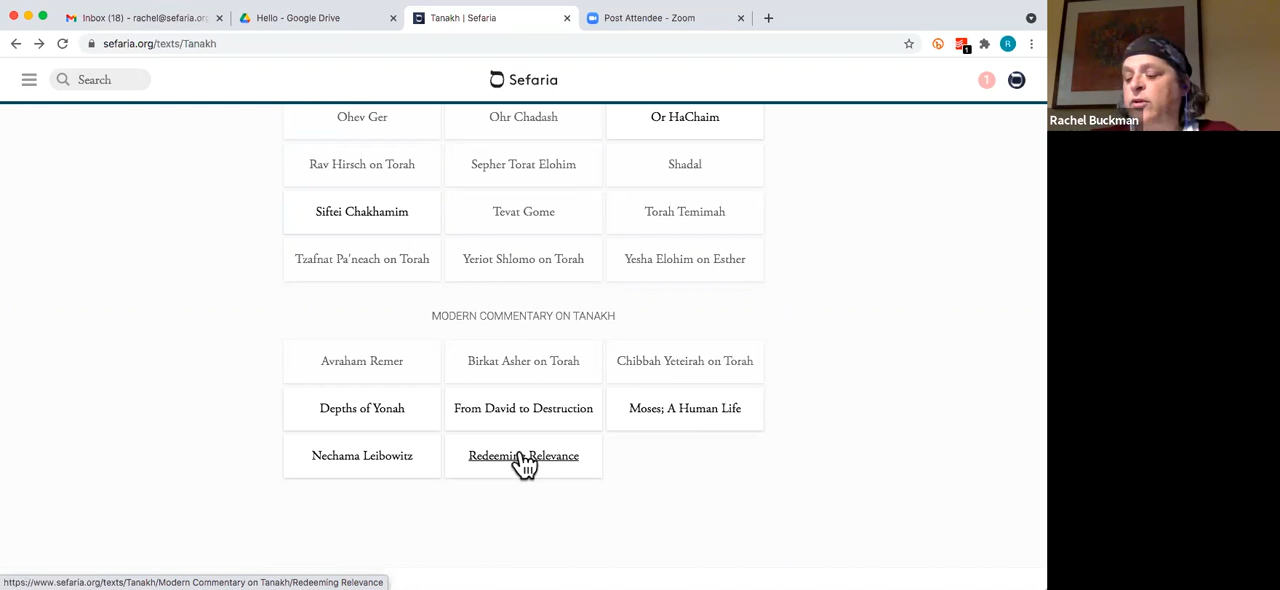 Inbox (18) - rachel@sefaria.or
Hello - Google Drive
Tanakh | Sefaria
Post Attendee - Zoom
sefaria.org/texts/Tanakh
1
R
Search
Sefaria
1
Rachel Buckman
Ohev Ger
Ohr Chadash
Or HaChaim
Rav Hirsch on Torah
Sepher Torat Elohim
Shadal
Siftei Chakhamim
Tevat Gome
Torah Temimah
Tzafnat Pa'neach on Torah
Yeriot Shlomo on Torah
Yesha Elohim on Esther
MODERN COMMENTARY ON TANAKH
Avraham Remer
Birkat Asher on Torah
Chibbah Yeteirah on Torah
Depths of Yonah
From David to Destruction
Moses; A Human Life
Nechama Leibowitz
Redeeming Relevance
https://www.sefaria.org/texts/Tanakh/Modern Commentary on Tanakh/Redeeming Relevance